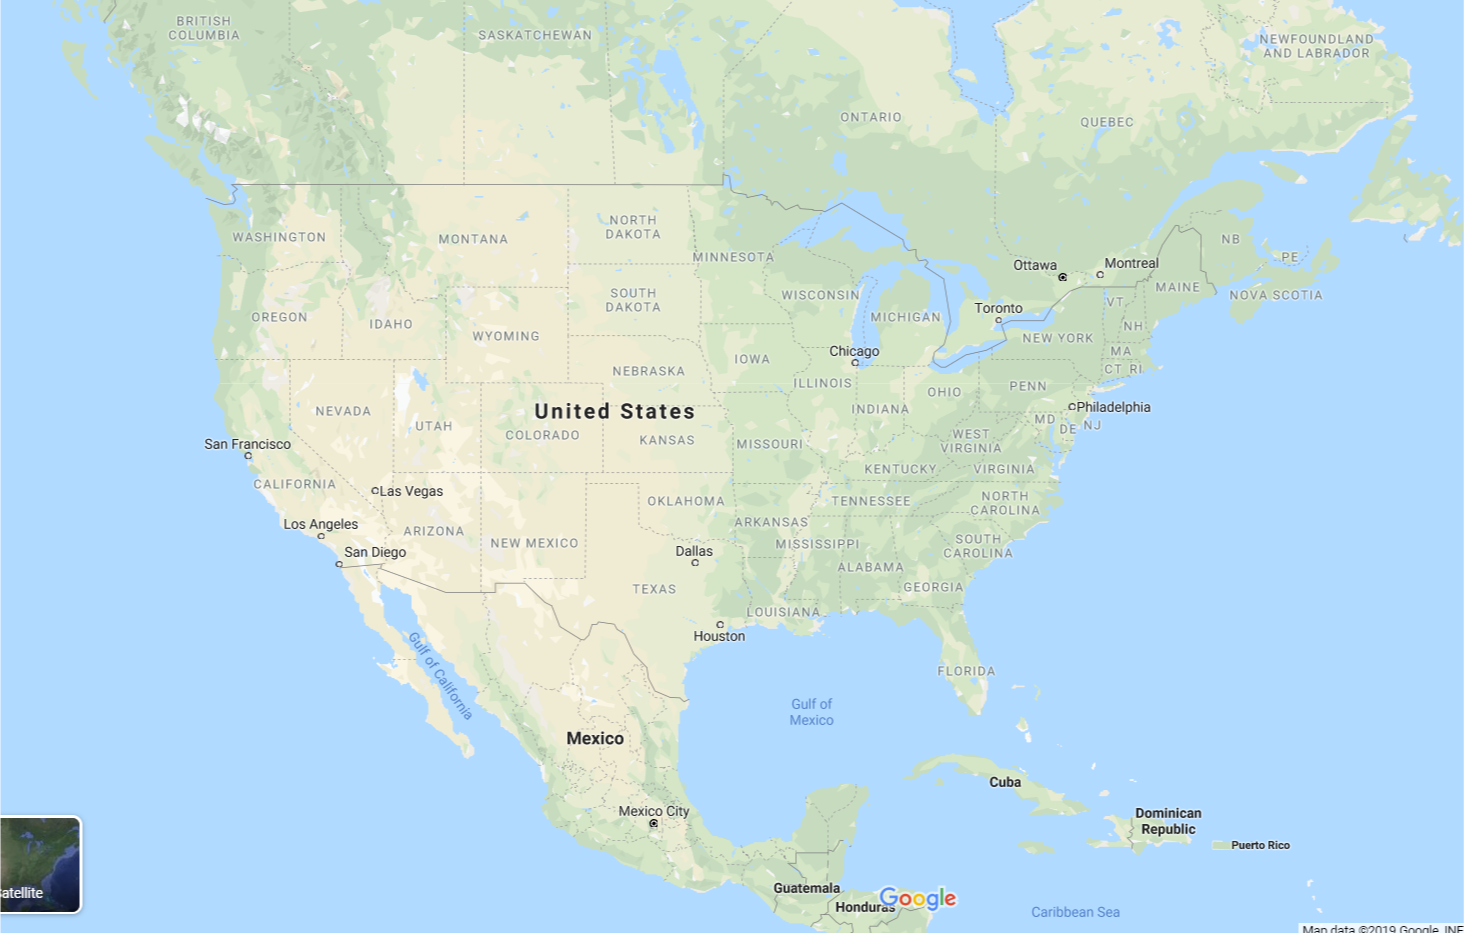 BRITISH
COLUMBIA
SASKATCHEWAN
NEWFOUNDLAND
AND LABRADOR
ONTARIO
QUEBEC
WASHINGTON
MONTANA
NORTH
DAKOTA
MINNESOTA
NB
PE
Ottawa
Montreal
MAINE
NOVA SCOTIA
OREGON
IDAHO
WYOMING
SOUTH
DAKOTA
WISCONSIN
MICHIGAN
Toronto
VT
NH
NEW YORK
MA
CT RI
Chicago
IOWA
NEBRASKA
ILLINOIS
INDIANA
OHIO
PENN
Philadelphia
MD
DE
NJ
NEVADA
UTAH
COLORADO
United States
KANSAS
MISSOURI
WEST
VIRGINIA
VIRGINIA
KENTUCKY
San Francisco
CALIFORNIA
Las Vegas
Los Angeles
San Diego
ARIZONA
NEW MEXICO
OKLAHOMA
ARKANSAS
TENNESSEE
NORTH
CAROLINA
SOUTH
CAROLINA
MISSISSIPPI
ALABAMA
GEORGIA
Dallas
TEXAS
LOUISIANA
Houston
FLORIDA
Gulf of California
Gulf of
Mexico
Mexico
Mexico City
Cuba
Dominican
Republic
Puerto Rico
Guatemala
Honduras
Google
Caribbean Sea
atellite
Map data ©2019 Google, INE